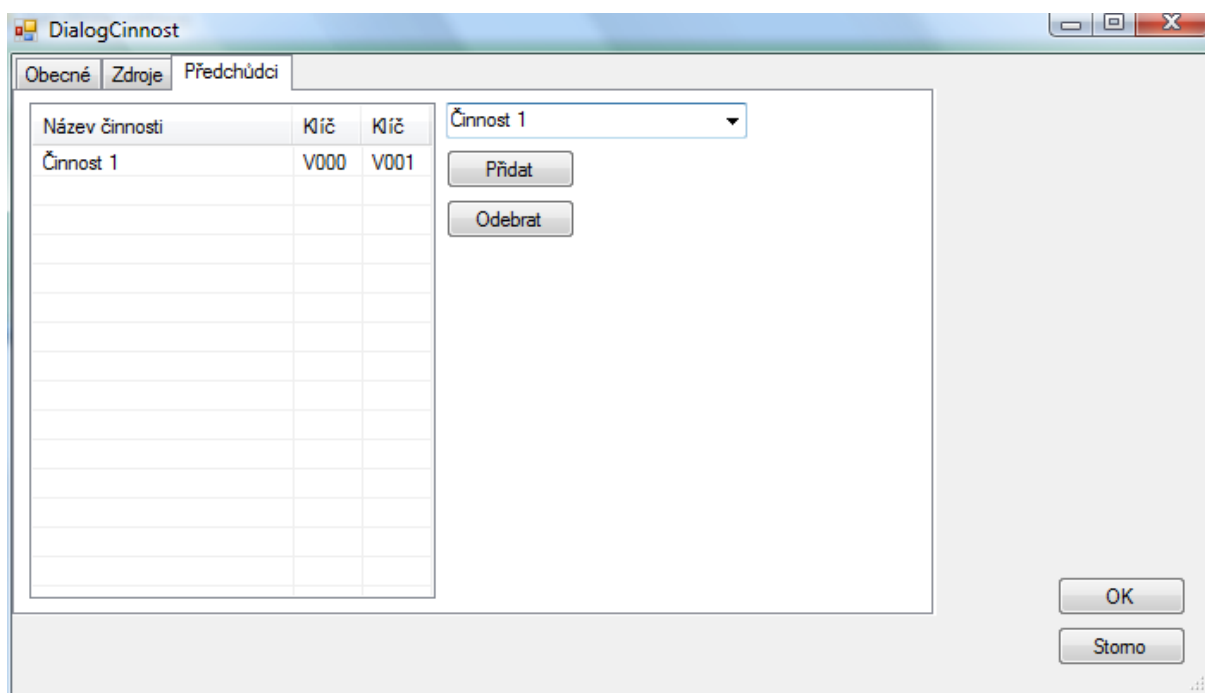 DialogCinnost
Obecné Zdroje Předchůdci
Název činnosti Klíč Klíč
Činnost 1 V000 V001
Činnost 1
Přidat
Odebrat
OK
Storno